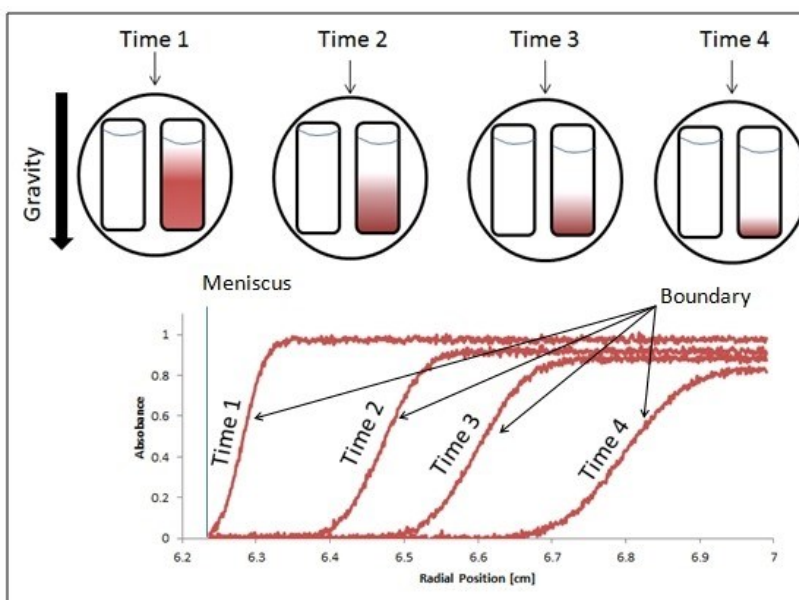 Time 1
Time 2
Time 3
Time 4
Gravity
Meniscus
Boundary
1
0.8
0.6
0.4
0.2
0
Absorbance
Time 1
Time 2
Time 3
Time 4
6.2
6.3
6.4
6.5
6.6
6.7
6.8
6.9
7
Radial Position [cm]